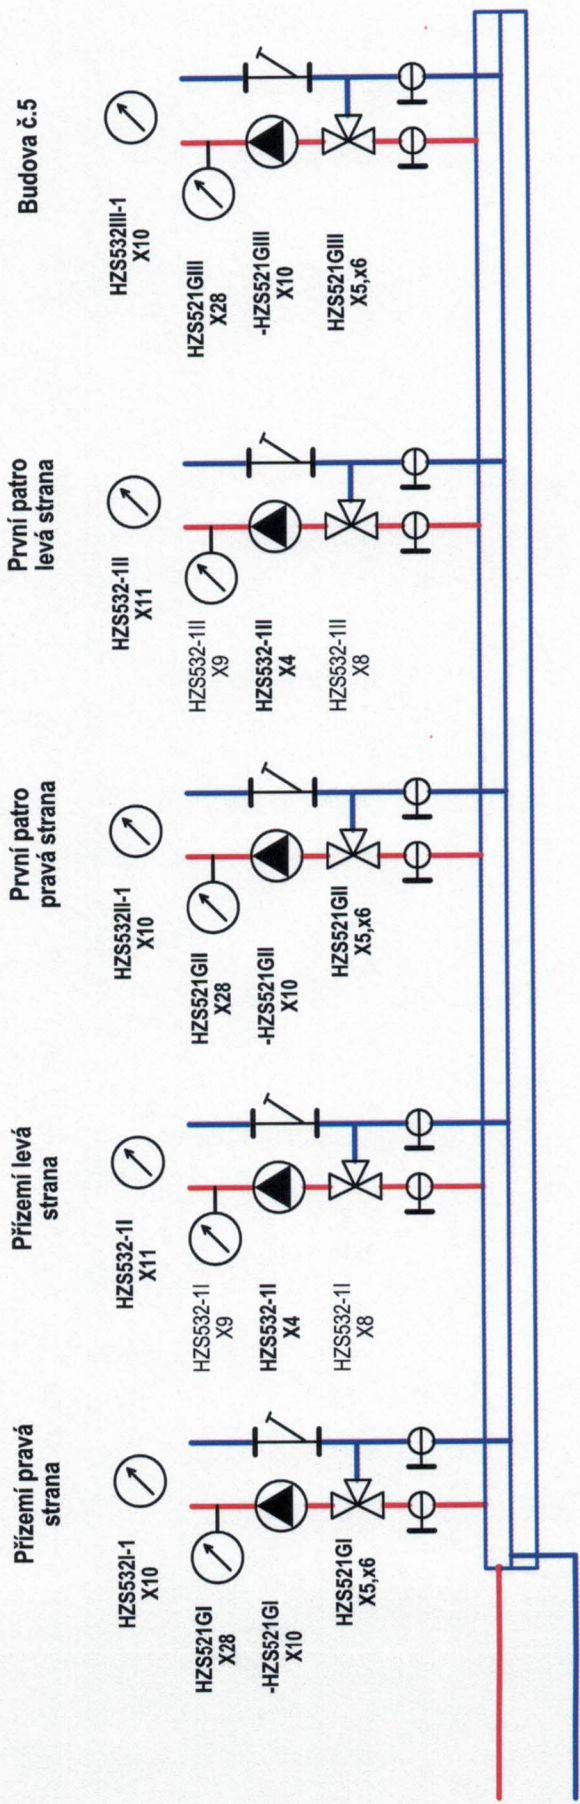 Přízemí pravá
strana
HZS532I-1
X10
HZS521GI
X28
-HZS521GI
X10
HZS521GI
X5,x6
Přízemí levá
strana
HZS532-1I
X11
HZS532-1I
X9
HZS532-1I
X4
HZS532-1I
X8
První patro
pravá strana
HZS532II-1
X10
HZS521GII
X28
-HZS521GII
X10
HZS521GII
X5,x6
První patro
levá strana
HZS532-1II
X11
HZS532-1II
X9
HZS532-1II
X4
HZS532-1II
X8
Budova č.5
HZS532III-1
X10
HZS521GIII
X28
-HZS521GIII
X10
HZS521GIII
X5,x6